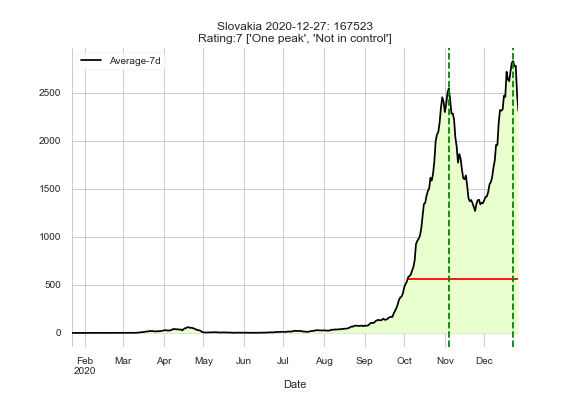 Slovakia 2020-12-27: 167523
Rating:7 ['One peak', 'Not in control']
Average-7d
2500
2000
1500
1000
500
0
Feb Mar Apr May Jun Jul Aug Sep Oct Nov Dec
2020
Date